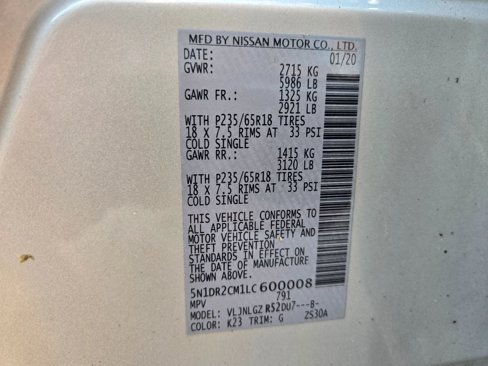 MFD BY NISSAN MOTOR CO., LTD.
DATE: 01/20
GVWR: 2715 KG
5986 LB
GAWR FR.: 1325 KG
2921 LB
WITH P235/65R18 TIRES
18 X 7.5 RIMS AT 33 PSI
COLD SINGLE
GAWR RR.: 1415 KG
3120 LB
WITH P235/65R18 TIRES
18 X 7.5 RIMS AT 33 PSI
COLD SINGLE
THIS VEHICLE CONFORMS TO
ALL APPLICABLE FEDERAL
MOTOR VEHICLE SAFETY AND
THEFT PREVENTION
STANDARDS IN EFFECT ON
THE DATE OF MANUFACTURE
SHOWN ABOVE.
5N1DR2CM1LC600008
MPV 791
MODEL: VLJNLGZ R52DU7---B-
COLOR: K23 TRIM: G ZS30A